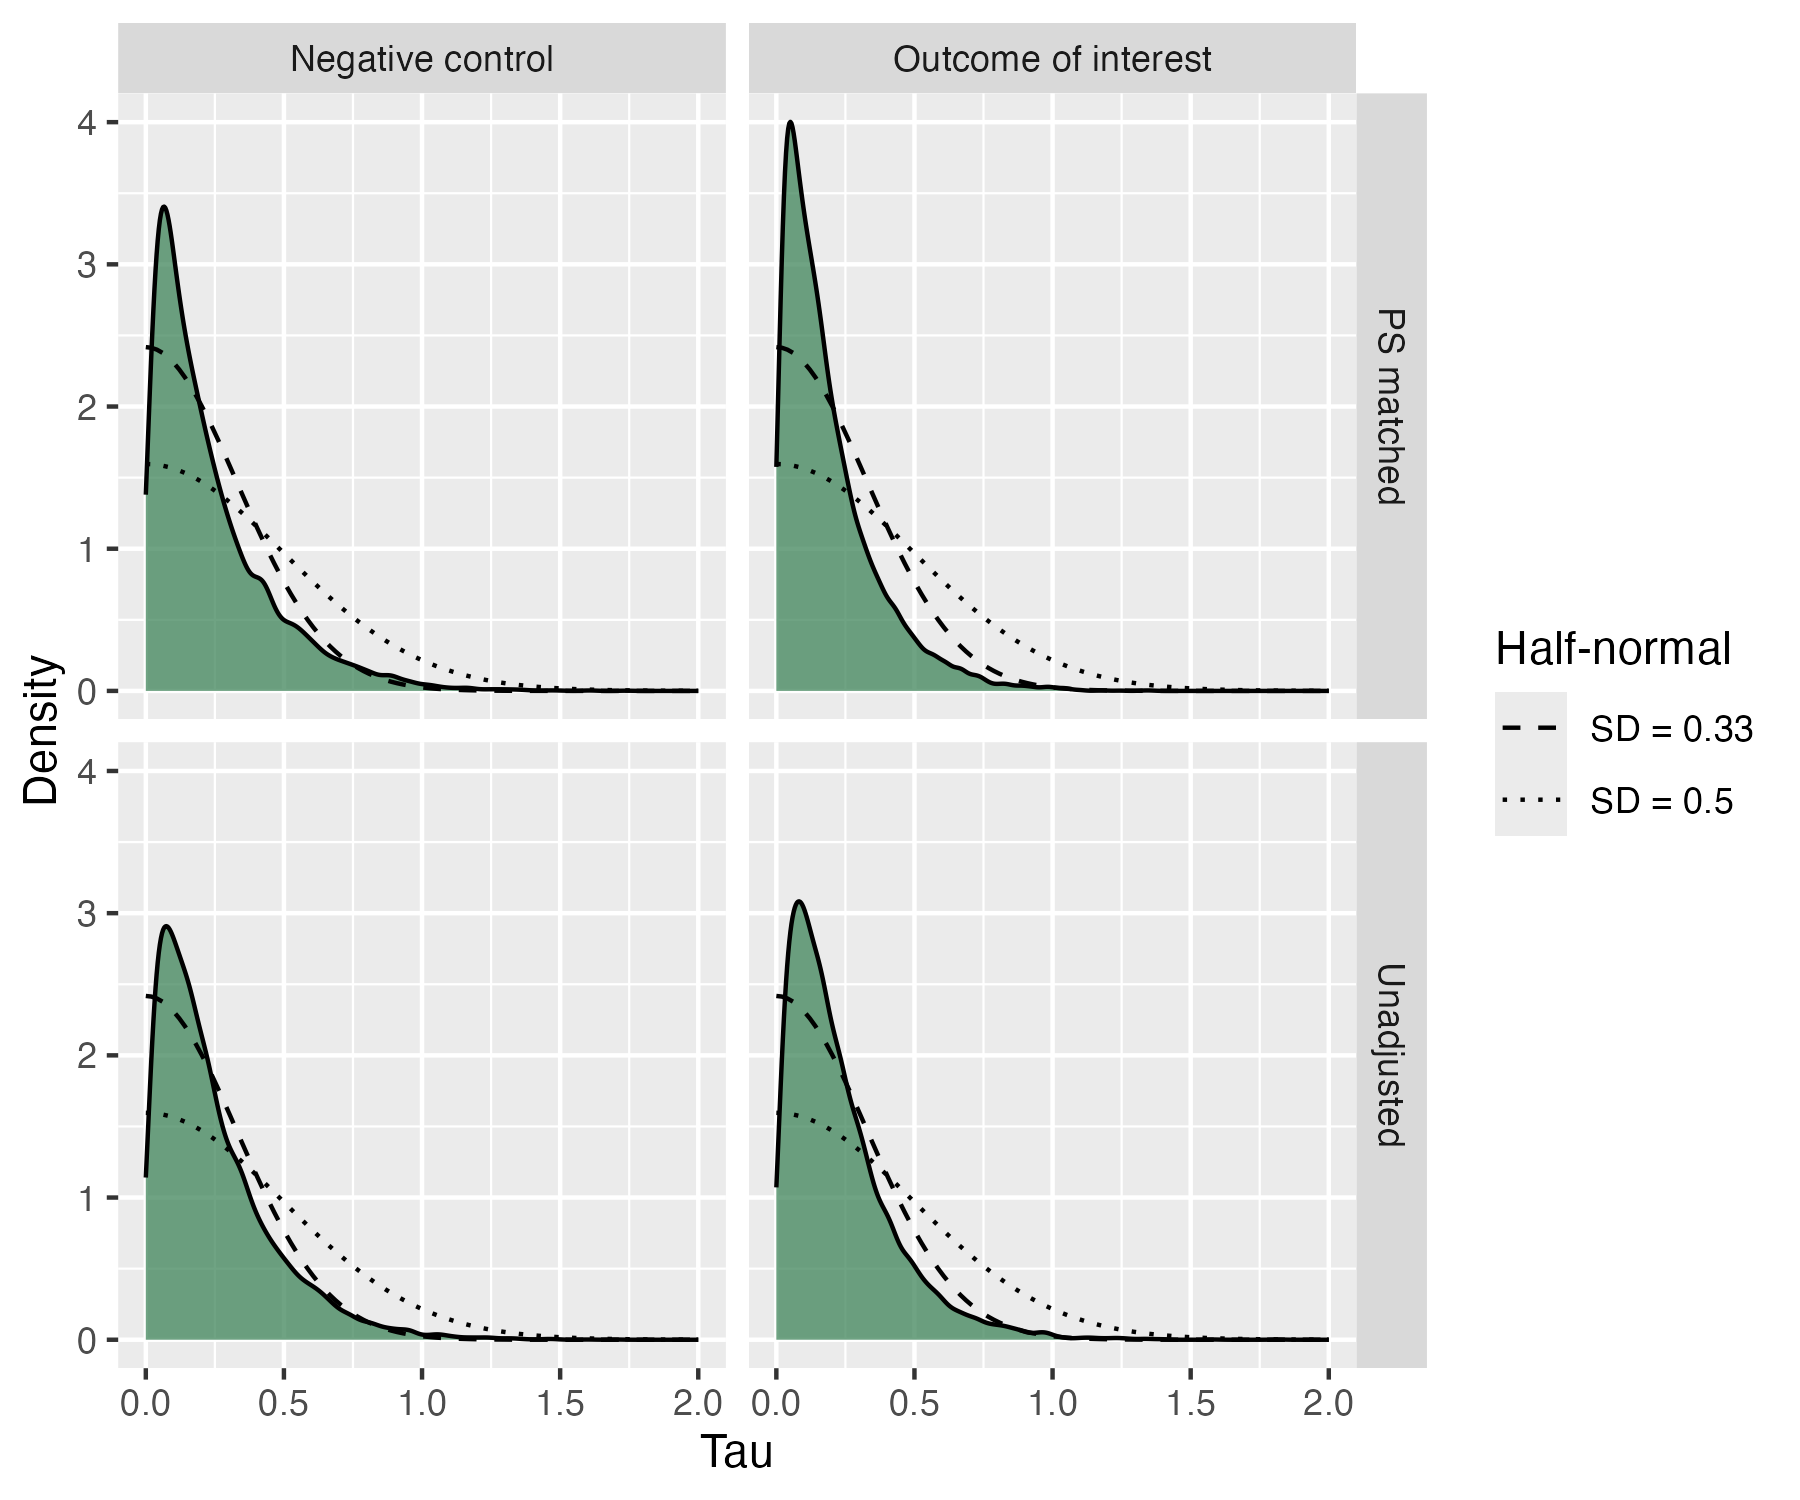 Negative control
Outcome of interest
4
3
2
1
0
PS matched
Density
4
3
2
1
0
Unadjusted
0.0 0.5 1.0 1.5 2.0 0.0 0.5 1.0 1.5 2.0
Tau
Half-normal
SD = 0.33
SD = 0.5